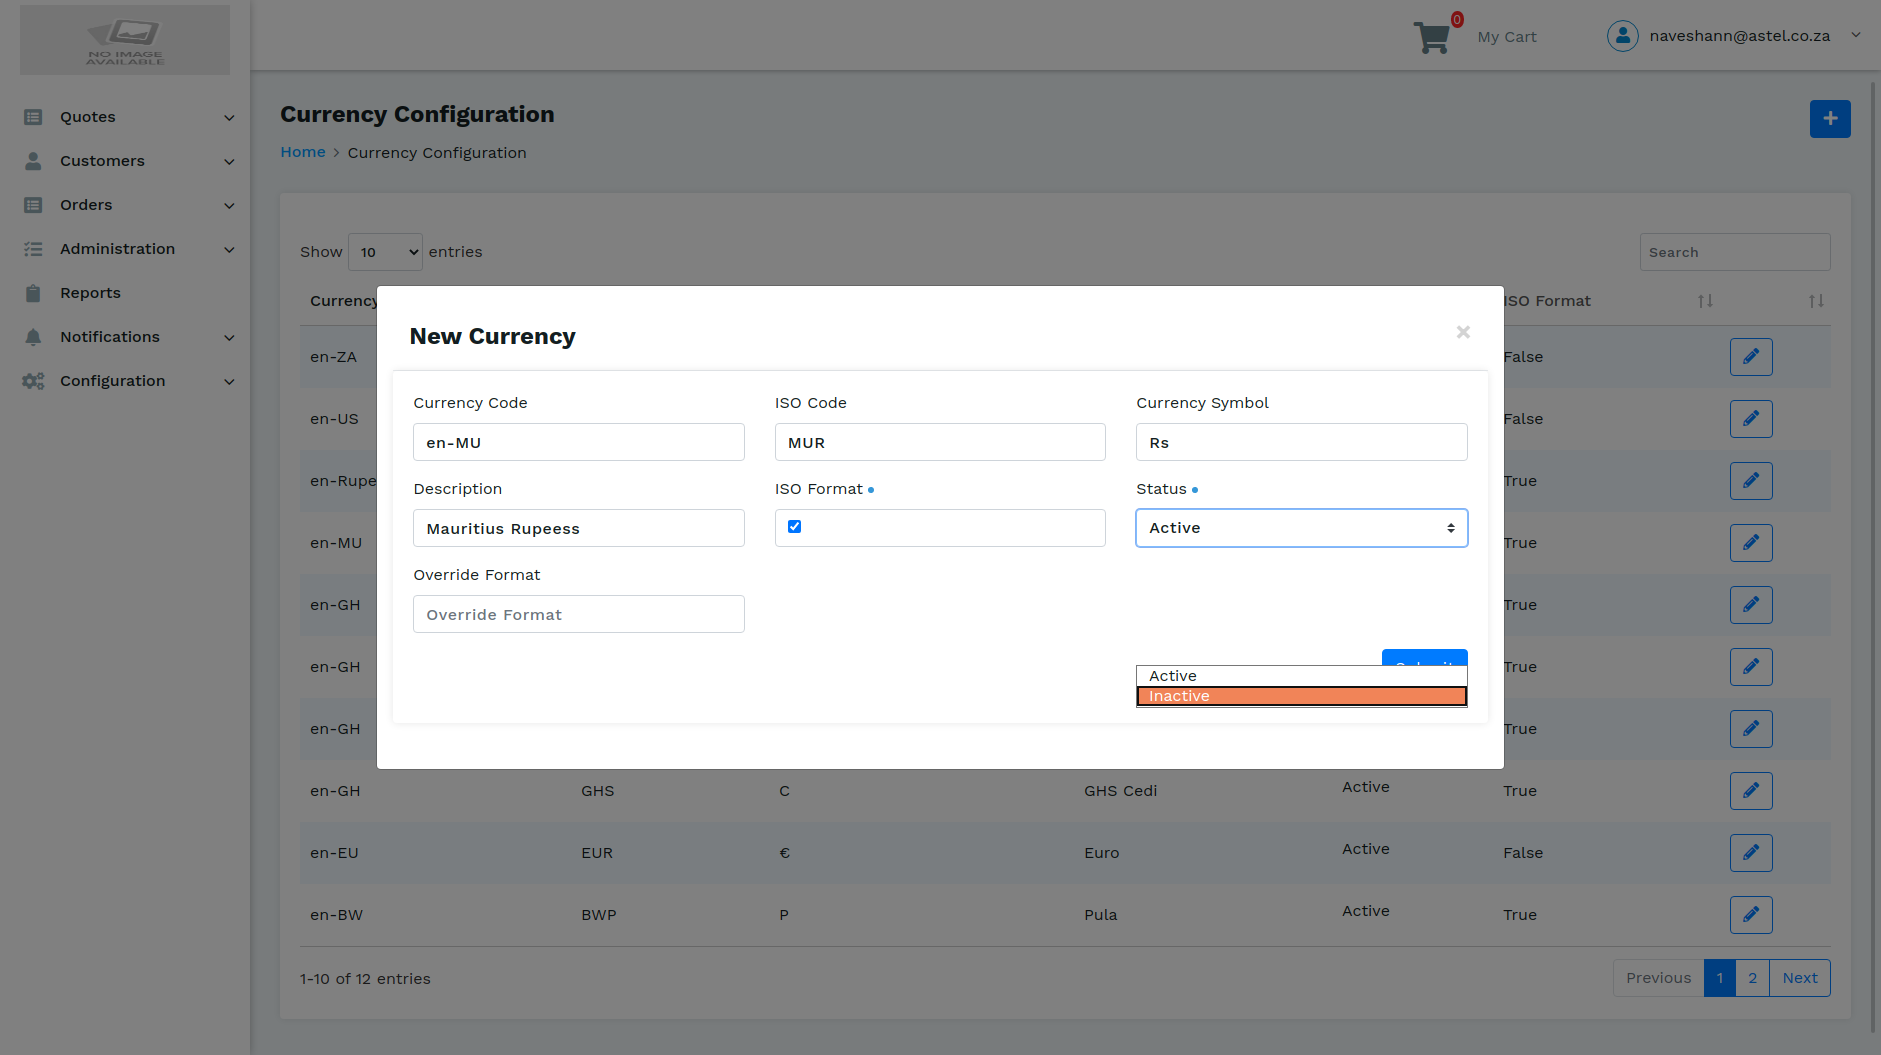 NO IMAGE
AVAILABLE
0
My Cart
naveshann@astel.co.za
Quotes
Customers
Orders
Administration
Reports
Notifications
Configuration
Currency Configuration
Home > Currency Configuration
Show 10 entries
Search
Currency
ISO Format
en-ZA False
en-US False
en-Rupe True
en-MU True
en-GH True
en-GH True
en-GH True
New Currency
Currency Code
ISO Code
Currency Symbol
en-MU
MUR
Rs
Description
ISO Format
Status
Mauritius Rupeess
Active
Override Format
Override Format
Active
Inactive
en-GH GHS C GHS Cedi Active True
en-EU EUR € Euro Active False
en-BW BWP P Pula Active True
1-10 of 12 entries
Previous 1 2 Next